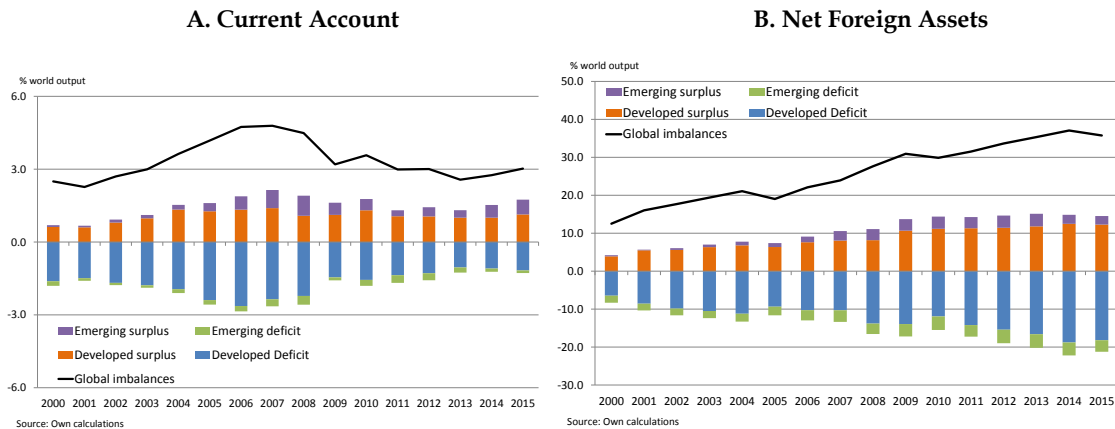 A. Current Account
% world output
6.0
3.0
0.0
-3.0
-6.0
Emerging surplus Emerging deficit
Developed surplus Developed Deficit
Global imbalances
2000 2001 2002 2003 2004 2005 2006 2007 2008 2009 2010 2011 2012 2013 2014 2015
Source: Own calculations
B. Net Foreign Assets
% world output
50.0
40.0
30.0
20.0
10.0
0.0
-10.0
-20.0
-30.0
Emerging surplus Emerging deficit
Developed surplus Developed Deficit
Global imbalances
2000 2001 2002 2003 2004 2005 2006 2007 2008 2009 2010 2011 2012 2013 2014 2015
Source: Own calculations